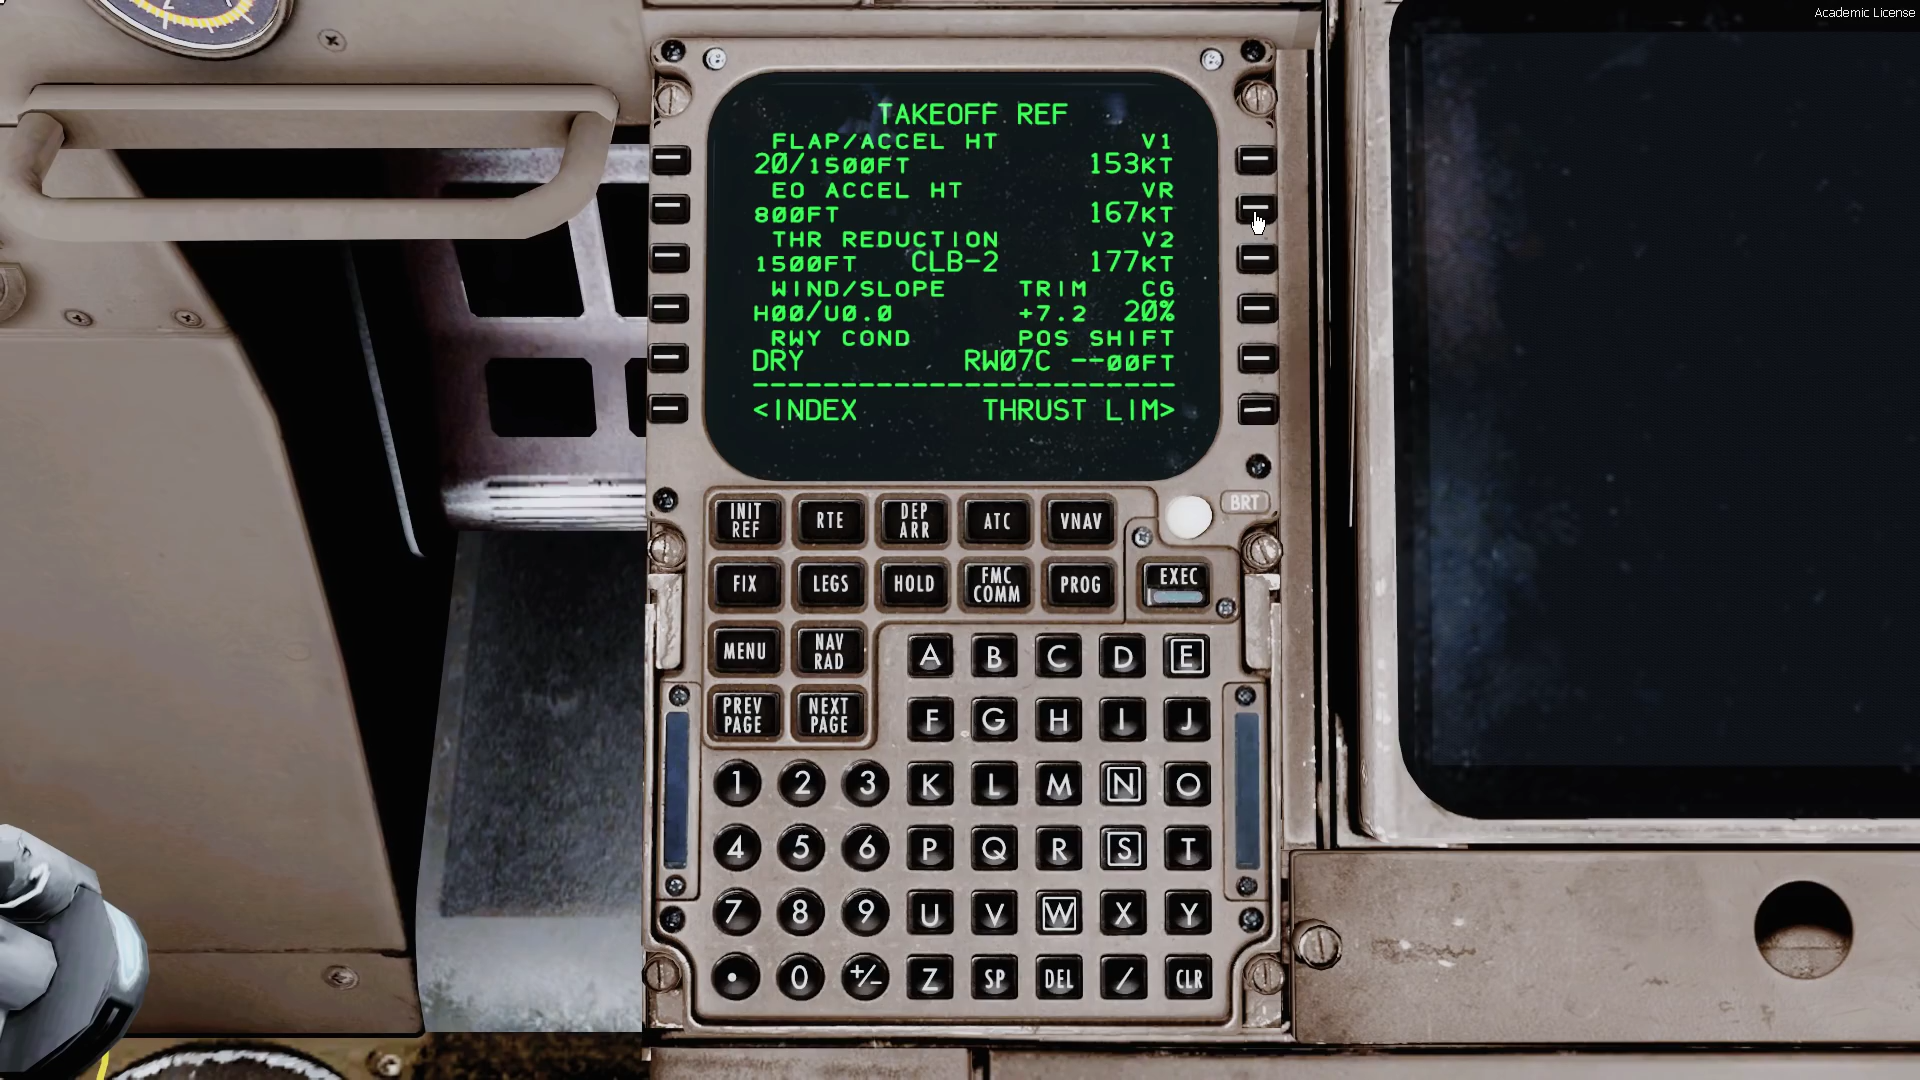 Academic License
TAKEOFF REF
FLAP/ACCEL HT V1
20/1500FT 153KT
EO ACCEL HT VR
800FT 167KT
THR REDUCTION V2
1500FT CLB-2 177KT
WIND/SLOPE TRIM CG
H00/U0.0 +7.2 20%
RWY COND POS SHIFT
DRY RW07C --00FT
------------------------
<INDEX THRUST LIM>
BRT
INIT REF RTE DEP ARR ATC VNAV
FIX LEGS HOLD FMC COMM PROG EXEC
MENU NAV RAD
PREV PAGE NEXT PAGE
A B C D E
F G H I J
1 2 3 K L M N O
4 5 6 P Q R S T
7 8 9 U V W X Y
. 0 +/- Z SP DEL / CLR